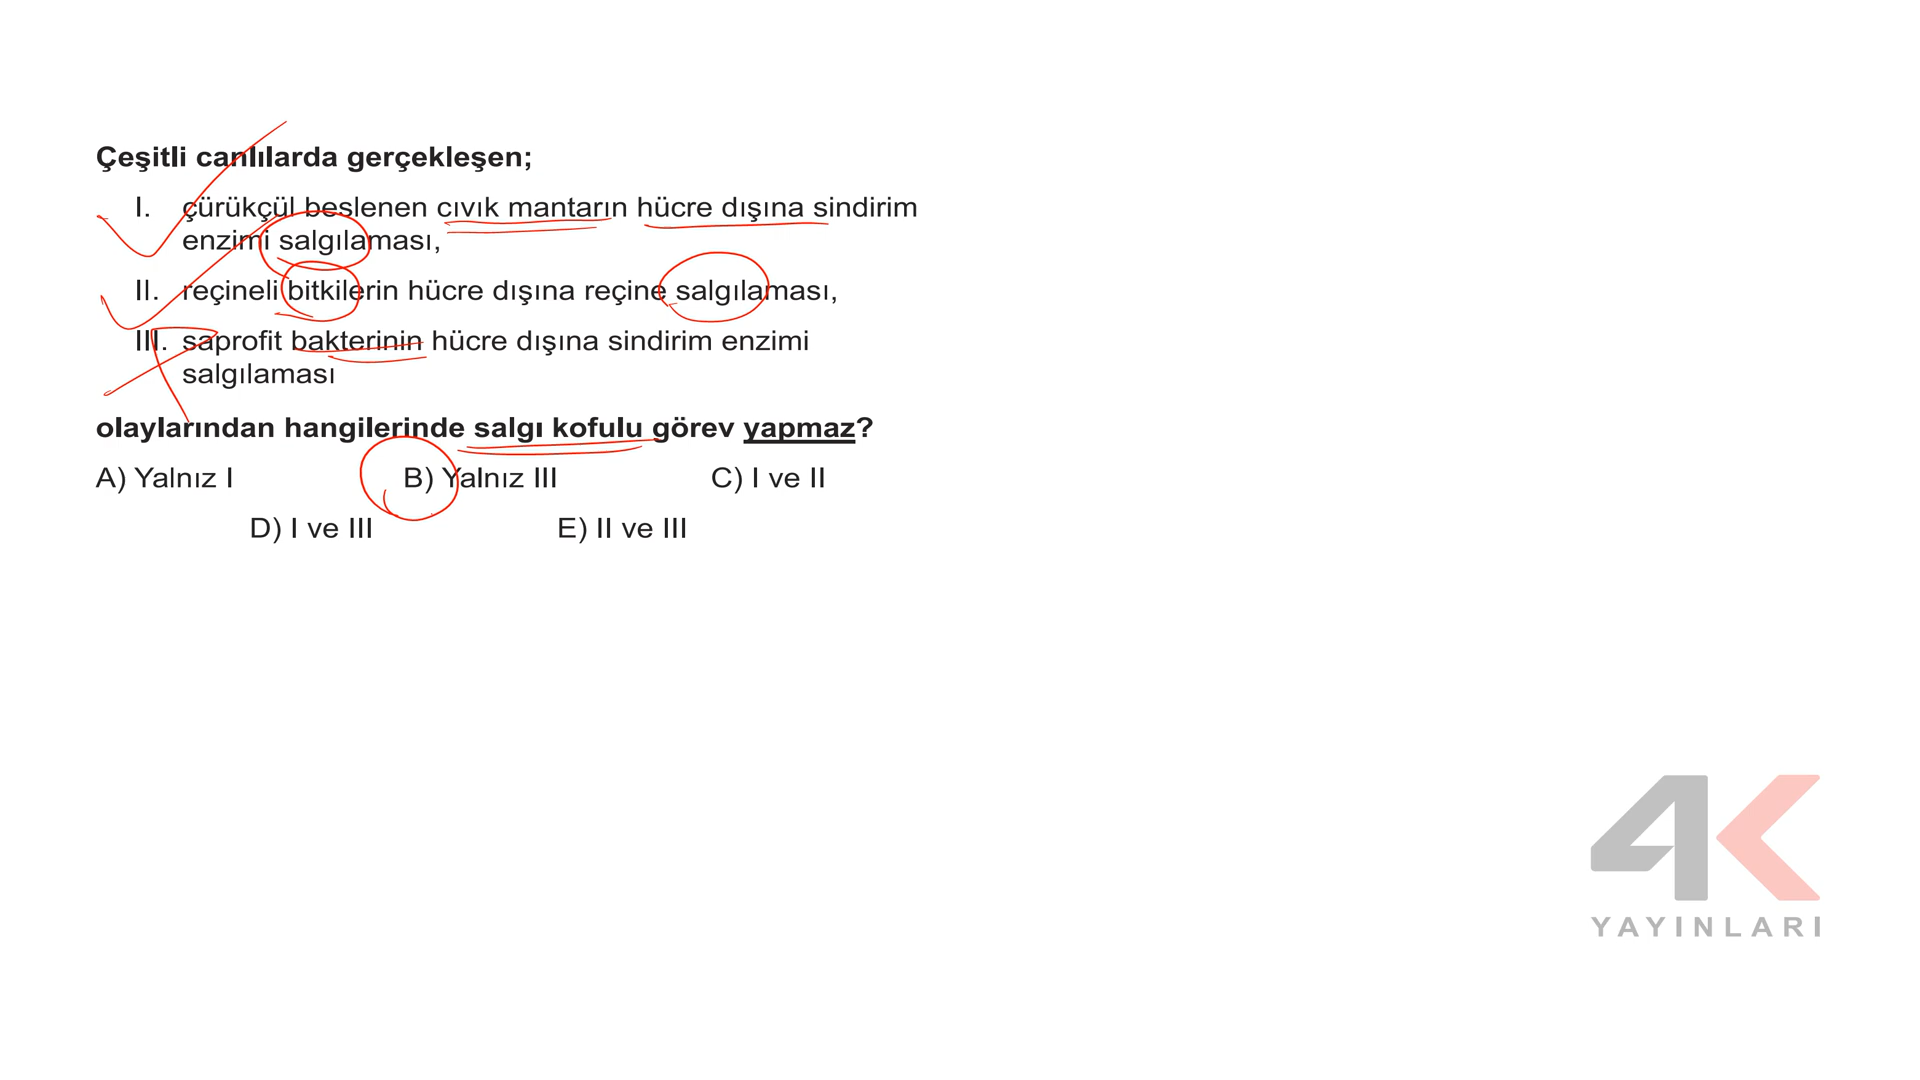 Çeşitli canlılarda gerçekleşen;
I. çürükçül beslenen cıvık mantarın hücre dışına sindirim
enzimi salgılaması,
II. reçineli bitkilerin hücre dışına reçine salgılaması,
III. saprofit bakterinin hücre dışına sindirim enzimi
salgılaması
olaylarından hangilerinde salgı kofulu görev yapmaz?
A) Yalnız I B) Yalnız III C) I ve II
D) I ve III E) II ve III
4K
YAYINLARI